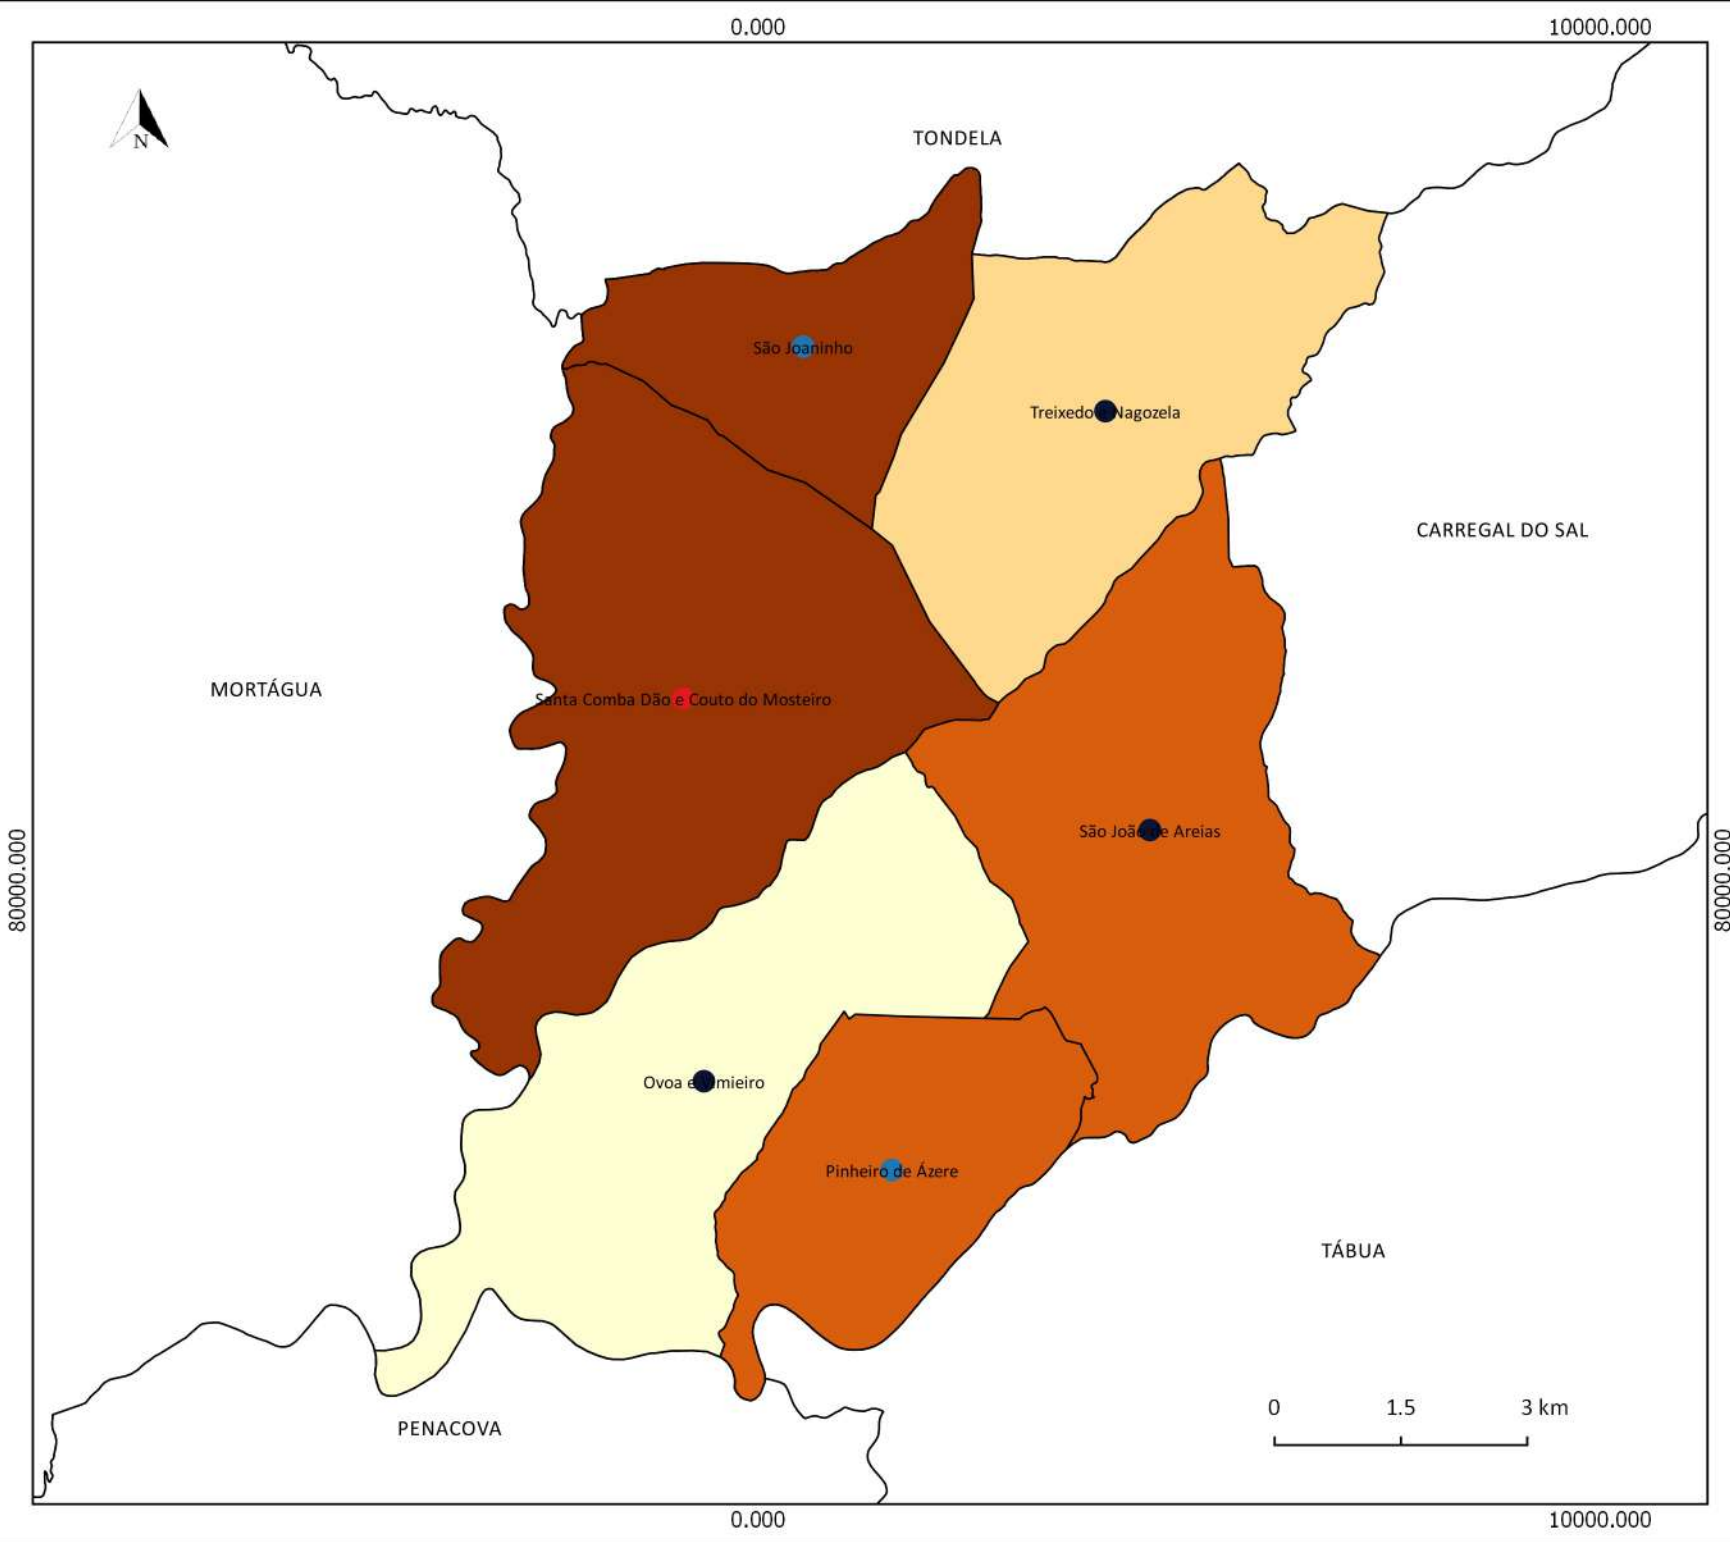 0.000 10000.000
N
TONDELA
São Joaninho
Treixedo e Nagozela
CARREGAL DO SAL
MORTÁGUA
Santa Comba Dão e Couto do Mosteiro
São João de Areias
80000.000 80000.000
Ovoa e Vimieiro
Pinheiro de Ázere
TÁBUA
0 1.5 3 km
PENACOVA
0.000 10000.000